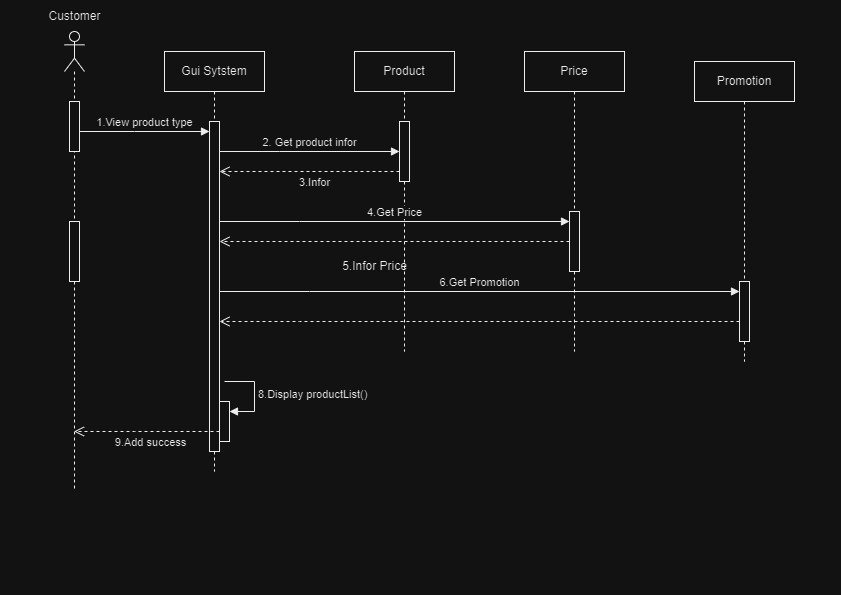 Customer
Gui Sytstem
Product
Price
Promotion
1.View product type
2. Get product infor
3.Infor
4.Get Price
5.Infor Price
6.Get Promotion
8.Display productList()
9.Add success